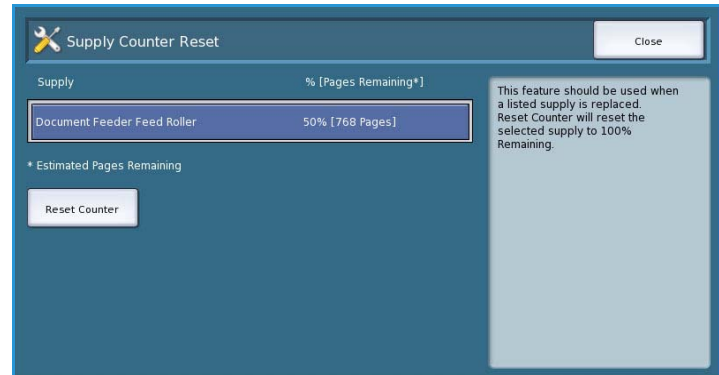 Supply Counter Reset
Close
Supply
% [Pages Remaining*]
Document Feeder Feed Roller
50% [768 Pages]
* Estimated Pages Remaining
Reset Counter
This feature should be used when
a listed supply is replaced.
Reset Counter will reset the
selected supply to 100%
Remaining.